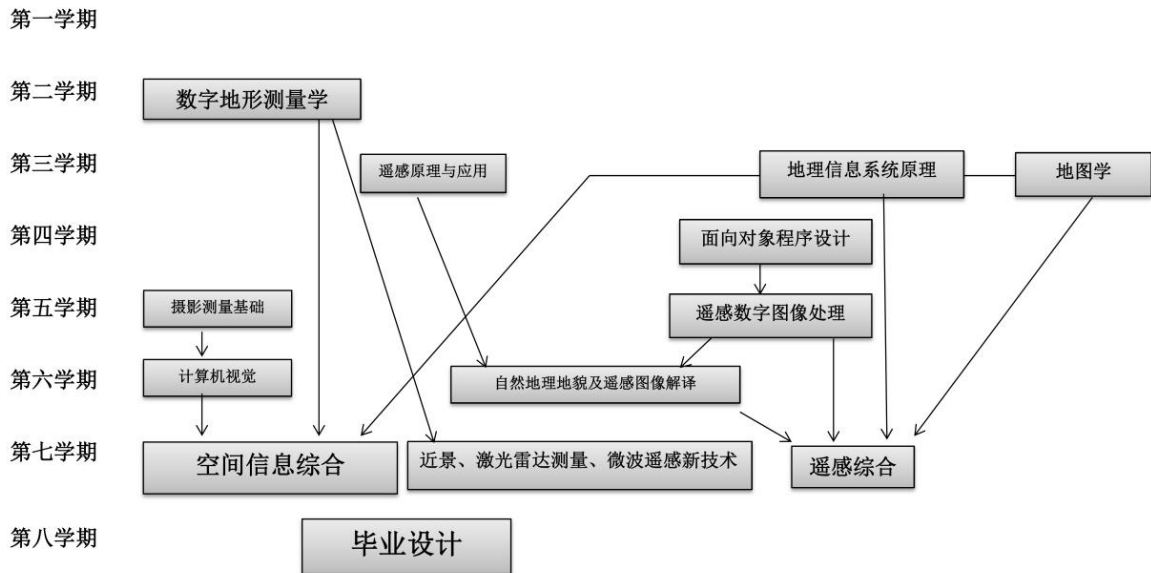 第一学期
第二学期
数字地形测量学
第三学期
遥感原理与应用
地理信息系统原理
地图学
第四学期
面向对象程序设计
第五学期
摄影测量基础
遥感数字图像处理
第六学期
计算机视觉
自然地理地貌及遥感图像解译
第七学期
空间信息综合
近景、激光雷达测量、微波遥感新技术
遥感综合
第八学期
毕业设计